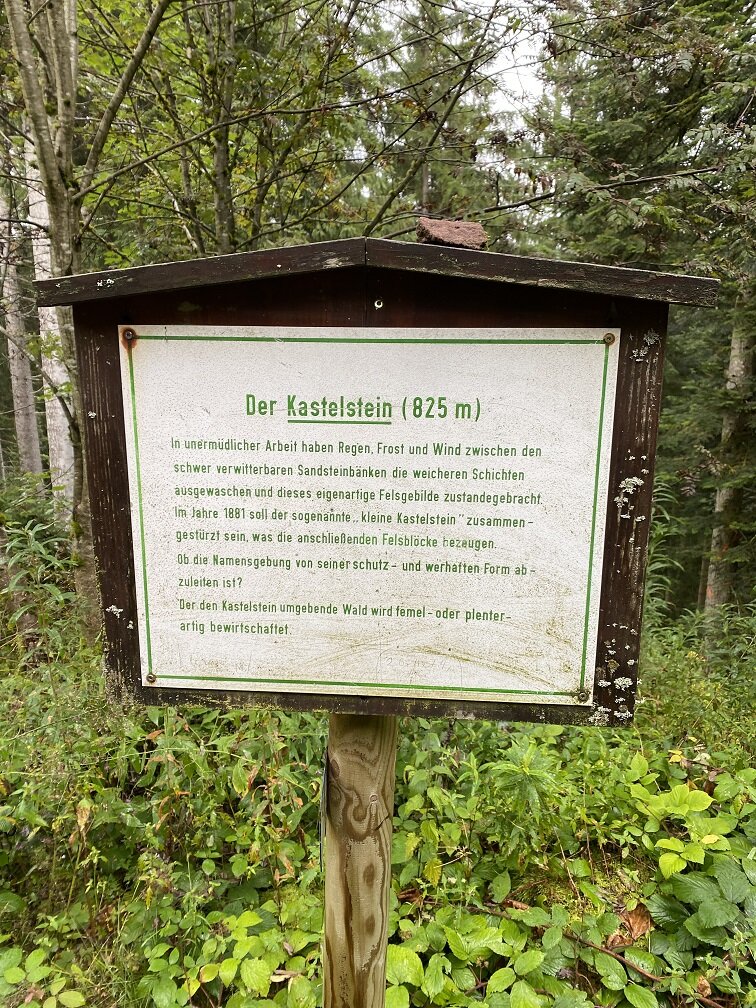 Der Kastelstein (825 m)
In unermüdlicher Arbeit haben Regen, Frost und Wind zwischen den
schwer verwitterbaren Sandsteinbänken die weicheren Schichten
ausgewaschen und dieses eigenartige Felsgebilde zustandegebracht.
Im Jahre 1881 soll der sogenannte „kleine Kastelstein" zusammen-
gestürzt sein, was die anschließenden Felsblöcke bezeugen.
Ob die Namensgebung von seiner schutz- und werhaften Form ab-
zuleiten ist?
Der den Kastelstein umgebende Wald wird femel- oder plenter-
artig bewirtschaftet.